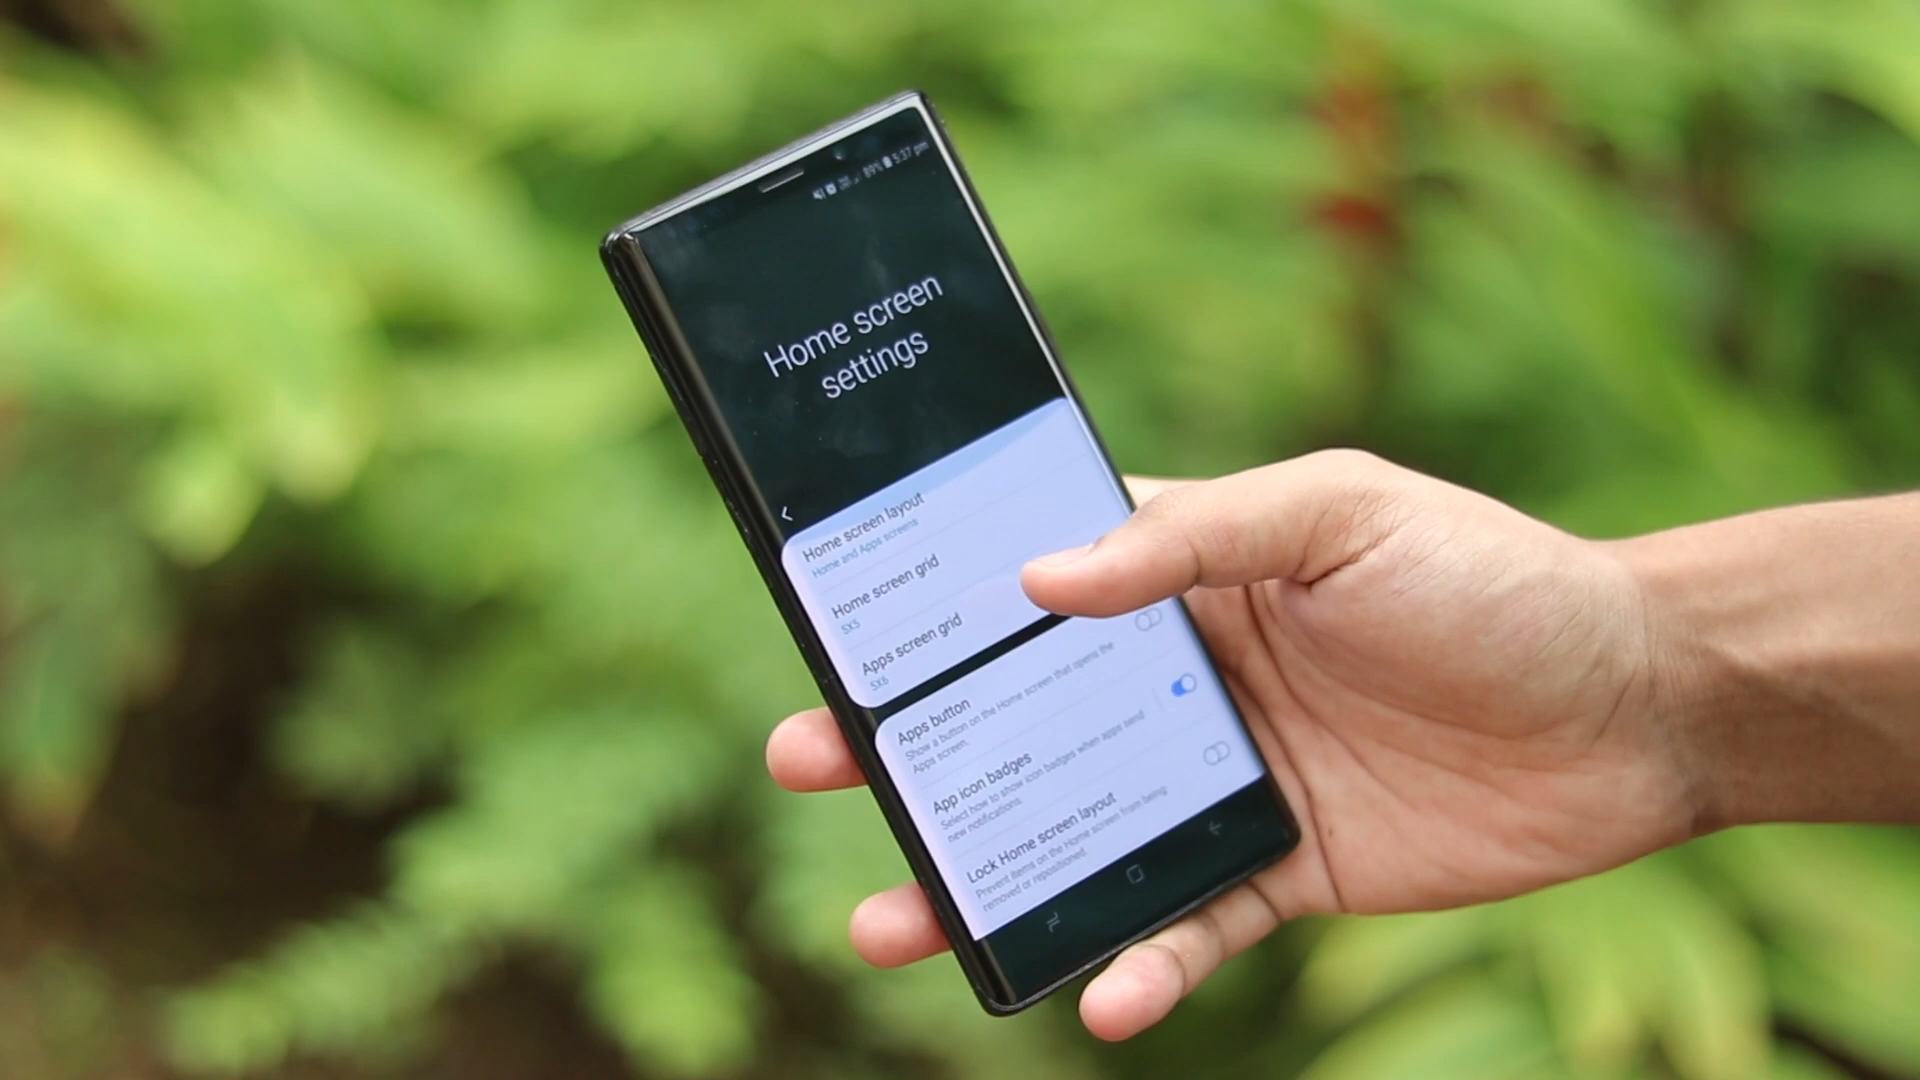 89% 5:37 pm
Home screen
settings
Home screen layout
Home and Apps screens
Home screen grid
5X5
Apps screen grid
5X6
Apps button
Show a button on the Home screen that opens the
Apps screen.
App icon badges
Select how to show icon badges when apps send
new notifications.
Lock Home screen layout
Prevent items on the Home screen from being
removed or repositioned.